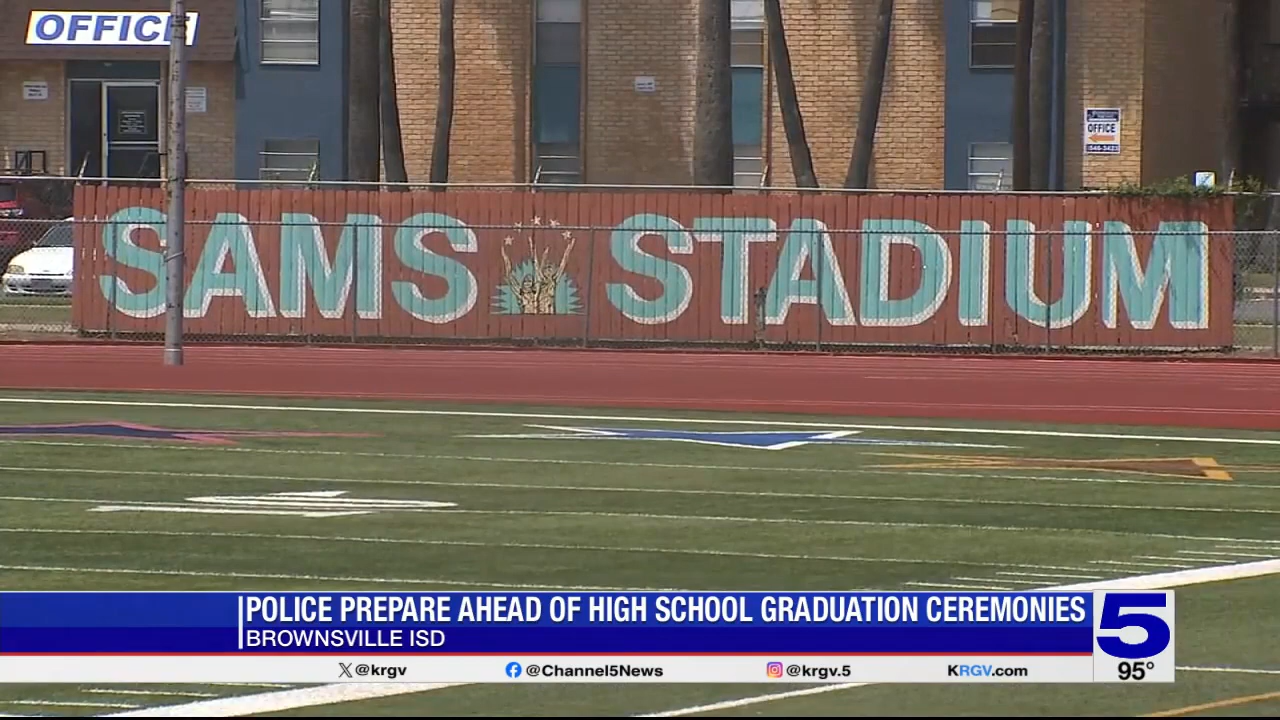 OFFICE
OFFICE
SAMS STADIUM
POLICE PREPARE AHEAD OF HIGH SCHOOL GRADUATION CEREMONIES
BROWNSVILLE ISD
5
X@krgv @Channel5News @krgv.5 KRGV.com 95°